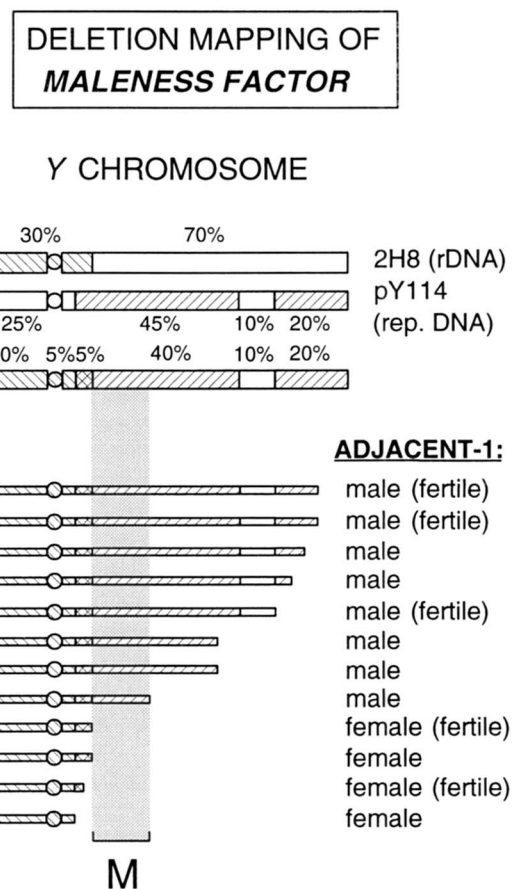 DELETION MAPPING OF
MALENESS FACTOR
Y CHROMOSOME
30% 70%
2H8 (rDNA)
pY114
25% 45% 10% 20% (rep. DNA)
0% 5% 5% 40% 10% 20%
ADJACENT-1:
male (fertile)
male (fertile)
male
male
male (fertile)
male
male
male
female (fertile)
female
female (fertile)
female
M